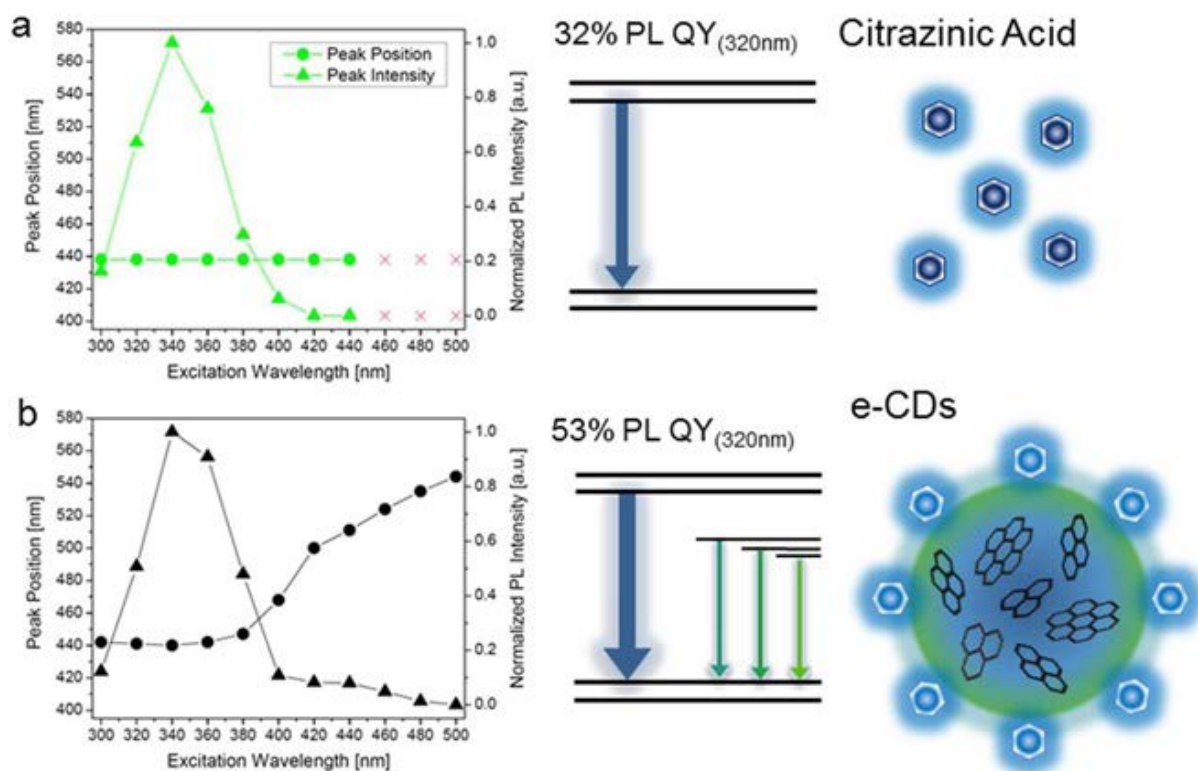 a
580
560
540
520
500
480
460
440
420
400
Peak Position [nm]
Peak Position
Peak Intensity
1.0
0.8
0.6
0.4
0.2
0.0
Normalized PL Intensity [a.u.]
300 320 340 360 380 400 420 440 460 480 500
Excitation Wavelength [nm]
32% PL QY(320nm)
Citrazinic Acid
b
580
560
540
520
500
480
460
440
420
400
Peak Position [nm]
1.0
0.8
0.6
0.4
0.2
0.0
Normalized PL Intensity [a.u.]
300 320 340 360 380 400 420 440 460 480 500
Excitation Wavelength [nm]
53% PL QY(320nm)
e-CDs